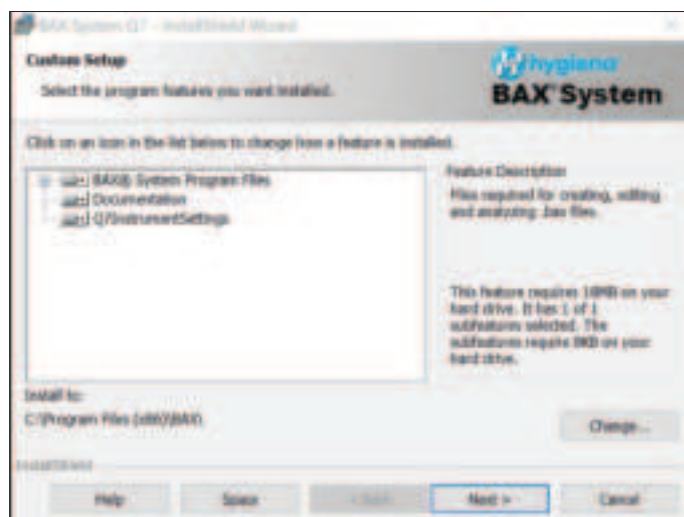 BAX System Q7 - InstallShield Wizard
Custom Setup
Select the program features you want installed.
hygiena
BAX® System
Click on an icon in the list below to change how a feature is installed.
BAX® System Program Files
Documentation
Q7InstrumentSettings
Feature Description
Files required for creating, editing
and analyzing .bax files.
This feature requires 18MB on your
hard drive. It has 1 of 1
subfeatures selected. The
subfeatures require 8KB on your
hard drive.
Install to:
C:\Program Files (x86)\BAX\
Change...
InstallShield
Help
Space
< Back
Next >
Cancel